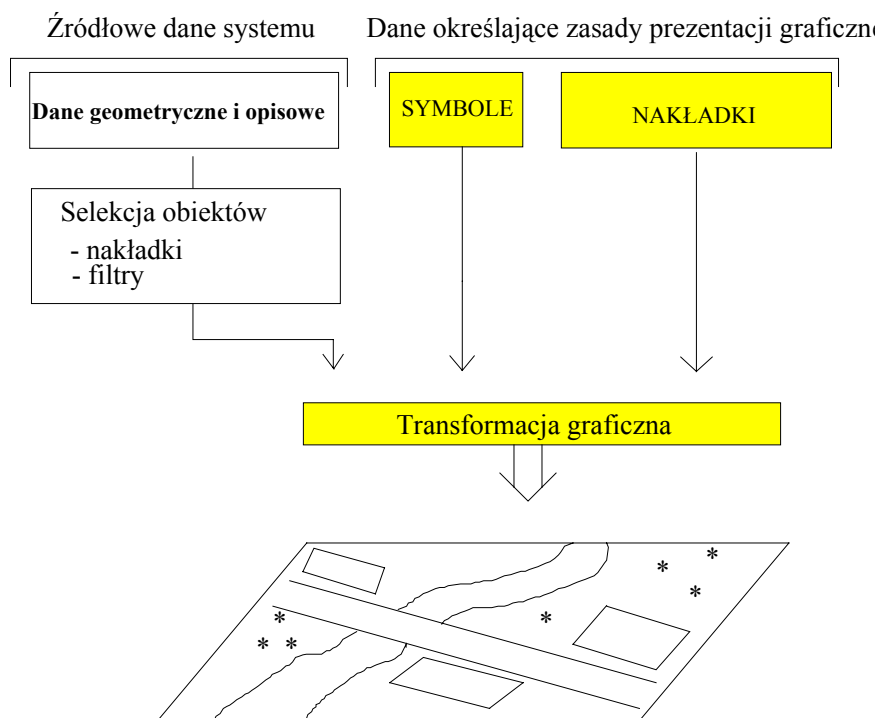 Źródłowe dane systemu
Dane określające zasady prezentacji graficzne
Dane geometryczne i opisowe
SYMBOLE
NAKŁADKI
Selekcja obiektów
- nakładki
- filtry
Transformacja graficzna